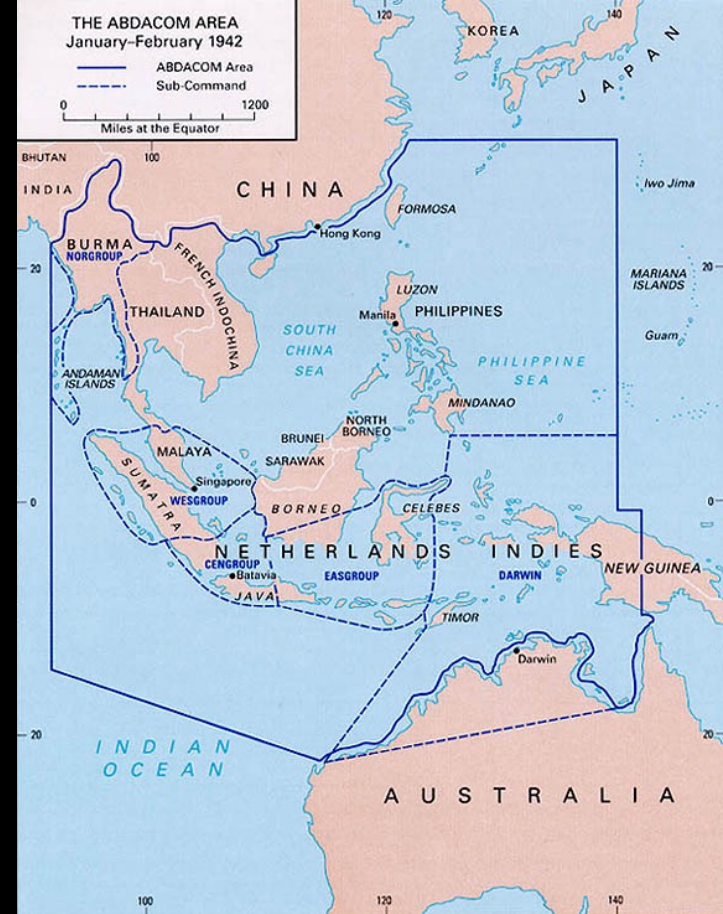 THE ABDACOM AREA
January–February 1942
ABDACOM Area
Sub-Command
0 1200
Miles at the Equator
120
140
KOREA
JAPAN
BHUTAN
100
INDIA
CHINA
Iwo Jima
FORMOSA
Hong Kong
BURMA
NORGROUP
20
20
FRENCH INDOCHINA
LUZON
MARIANA
ISLANDS
THAILAND
Manila
PHILIPPINES
SOUTH
CHINA
SEA
Guam
PHILIPPINE
SEA
ANDAMAN
ISLANDS
MINDANAO
NORTH
BORNEO
BRUNEI
MALAYA
SARAWAK
SUMATRA
Singapore
WESGROUP
0
0
BORNEO
CELEBES
NETHERLANDS INDIES
CENGROUP
Batavia
EASGROUP
DARWIN
NEW GUINEA
JAVA
TIMOR
Darwin
20
20
INDIAN
OCEAN
AUSTRALIA
100
120
140